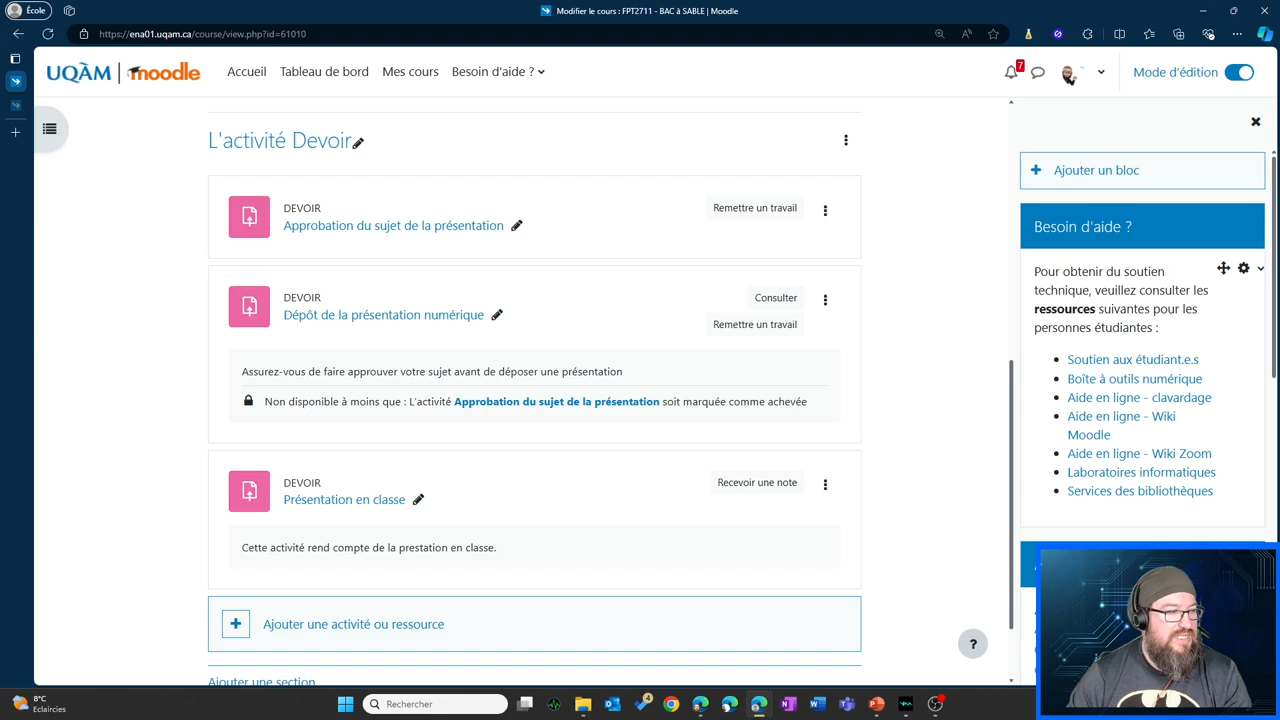 École
Modifier le cours : FPT2711 - BAC à SABLE | Moodle
https://ena01.uqam.ca/course/view.php?id=61010
UQÀM | moodle
Accueil
Tableau de bord
Mes cours
Besoin d'aide ?
7
Mode d'édition
L'activité Devoir
DEVOIR
Approbation du sujet de la présentation
Remettre un travail
DEVOIR
Dépôt de la présentation numérique
Consulter
Remettre un travail
Assurez-vous de faire approuver votre sujet avant de déposer une présentation
Non disponible à moins que : L'activité Approbation du sujet de la présentation soit marquée comme achevée
DEVOIR
Présentation en classe
Recevoir une note
Cette activité rend compte de la prestation en classe.
+ Ajouter une activité ou ressource
Ajouter une section
?
+ Ajouter un bloc
Besoin d'aide ?
Pour obtenir du soutien
technique, veuillez consulter les
ressources suivantes pour les
personnes étudiantes :
Soutien aux étudiant.e.s
Boîte à outils numérique
Aide en ligne - clavardage
Aide en ligne - Wiki
Moodle
Aide en ligne - Wiki Zoom
Laboratoires informatiques
Services des bibliothèques
8°C
Eclaircies
Rechercher
4